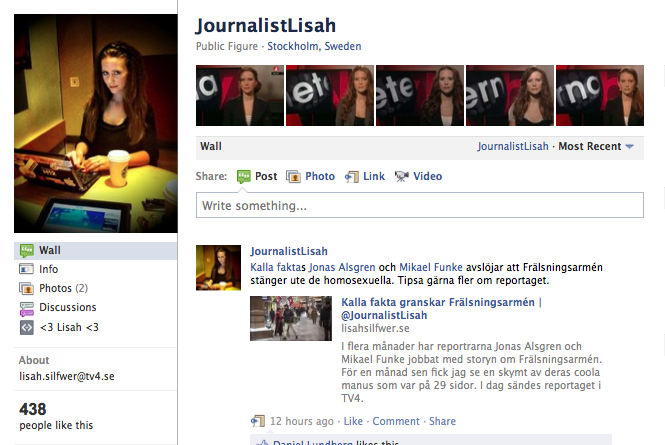 JournalistLisah
Public Figure · Stockholm, Sweden
Wall
JournalistLisah · Most Recent
Share: Post Photo Link Video
Write something...
Wall
Info
Photos (2)
Discussions
<3 Lisah <3
About
lisah.silfwer@tv4.se
438
people like this
JournalistLisah
Kalla faktas Jonas Alsgren och Mikael Funke avslöjar att Frälsningsarmén
stänger ute de homosexuella. Tipsa gärna fler om reportaget.
Kalla fakta granskar Frälsningsarmén |
@JournalistLisah
lisahsilfwer.se
I flera månader har reportrarna Jonas Alsgren och
Mikael Funke jobbat med storyn om Frälsningsarmén.
För en månad sen fick jag se en skymt av deras coola
manus som var på 29 sidor. I dag sändes reportaget i
TV4.
12 hours ago · Like · Comment · Share
Daniel Lundberg likes this